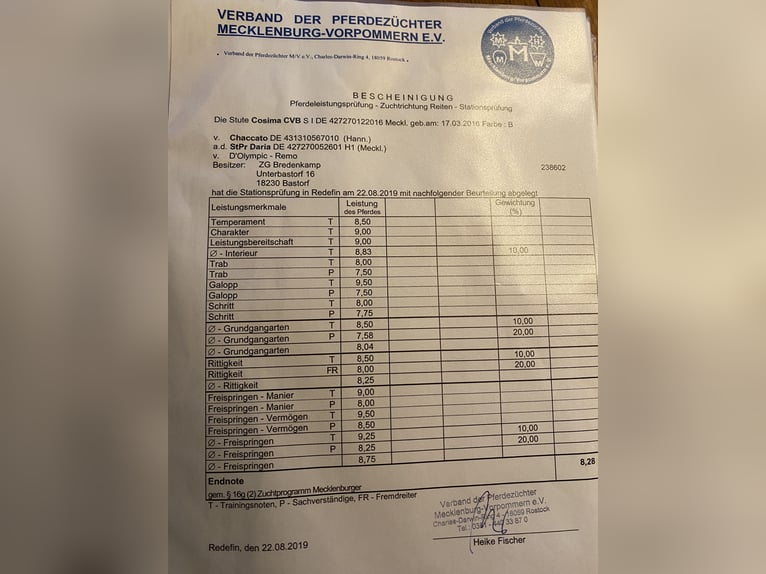 VERBAND DER PFERDEZÜCHTER
MECKLENBURG-VORPOMMERN E.V.
Verband der Pferdezüchter M/V e.V., Charles-Darwin-Ring 4, 18059 Rostock
BESCHEINIGUNG
Pferdeleistungsprüfung - Zuchtrichtung Reiten - Stationsprüfung
Die Stute Cosima CVB S I DE 427270122016 Meckl. geb.am: 17.03.2016 Farbe : B
v. Chaccato DE 431310567010 (Hann.)
a.d. StPr Daria DE 427270052601 H1 (Meckl.)
v. D'Olympic - Remo
Besitzer: ZG Bredenkamp 238602
Unterbastorf 16
18230 Bastorf
hat die Stationsprüfung in Redefin am 22.08.2019 mit nachfolgender Beurteilung abgelegt
Leistungsmerkmale Leistung des Pferdes Gewichtung (%)
Temperament T 8,50
Charakter T 9,00
Leistungsbereitschaft T 9,00
Ø - Interieur T 8,83 10,00
Trab T 8,00
Trab P 7,50
Galopp T 9,50
Galopp P 7,50
Schritt T 8,00
Schritt P 7,75
Ø - Grundgangarten T 8,50 10,00
Ø - Grundgangarten P 7,58 20,00
Ø - Grundgangarten 8,04
Rittigkeit T 8,50 10,00
Rittigkeit FR 8,00 20,00
Ø - Rittigkeit 8,25
Freispringen - Manier T 9,00
Freispringen - Manier P 8,00
Freispringen - Vermögen T 9,50
Freispringen - Vermögen P 8,50
Ø - Freispringen T 9,25 10,00
Ø - Freispringen P 8,25 20,00
Ø - Freispringen 8,75
Endnote 8,28
gem. § 16g (2) Zuchtprogramm Mecklenburger
T - Trainingsnoten, P - Sachverständige, FR - Fremdreiter
Verband der Pferdezüchter
Mecklenburg-Vorpommern e.V.
Charles-Darwin-Ring 4 - 18059 Rostock
Redefin, den 22.08.2019
Heike Fischer